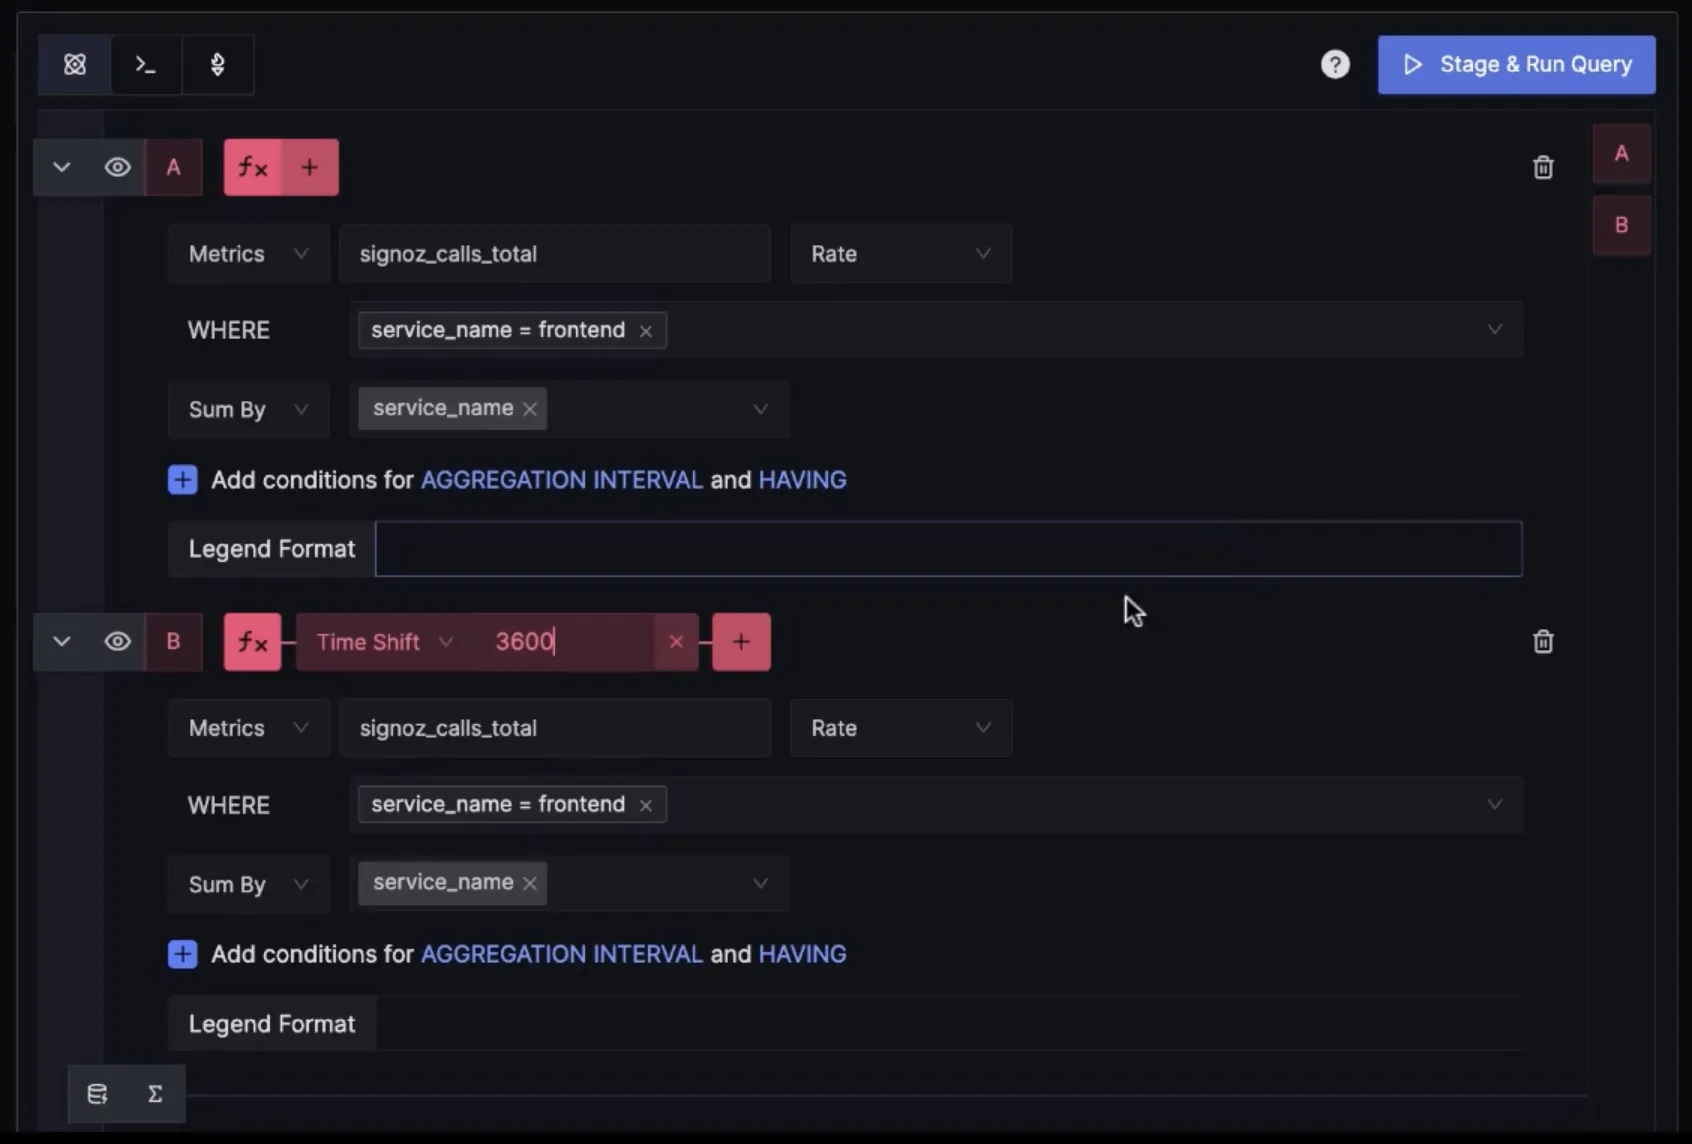 >_ ? Stage & Run Query
A fx + A
B
Metrics signoz_calls_total Rate
WHERE service_name = frontend ×
Sum By service_name ×
+ Add conditions for AGGREGATION INTERVAL and HAVING
Legend Format
B fx Time Shift 3600 × +
Metrics signoz_calls_total Rate
WHERE service_name = frontend ×
Sum By service_name ×
+ Add conditions for AGGREGATION INTERVAL and HAVING
Legend Format
Σ